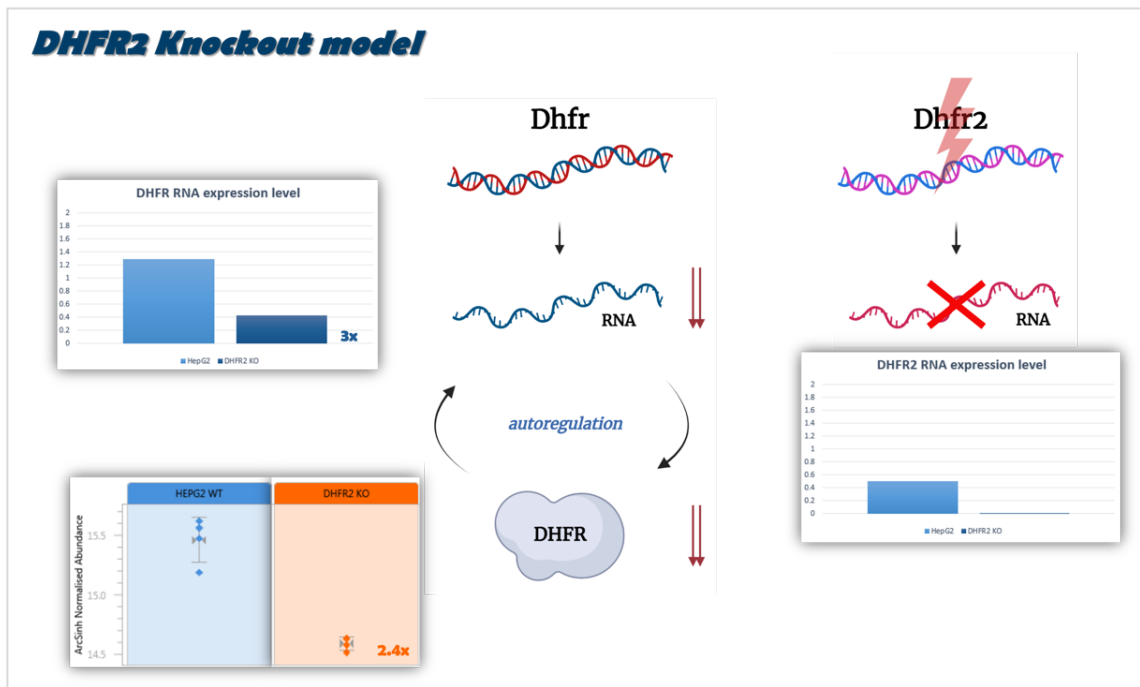 DHFR2 Knockout model
DHFR RNA expression level
2
1.8
1.6
1.4
1.2
1
0.8
0.6
0.4
0.2
0
3x
HepG2 DHFR2 KO
HEPG2 WT DHFR2 KO
ArcSinh Normalised Abundance
15.5
15.0
14.5
2.4x
Dhfr
RNA
autoregulation
DHFR
Dhfr2
RNA
DHFR2 RNA expression level
2
1.8
1.6
1.4
1.2
1
0.8
0.6
0.4
0.2
0
HepG2 DHFR2 KO